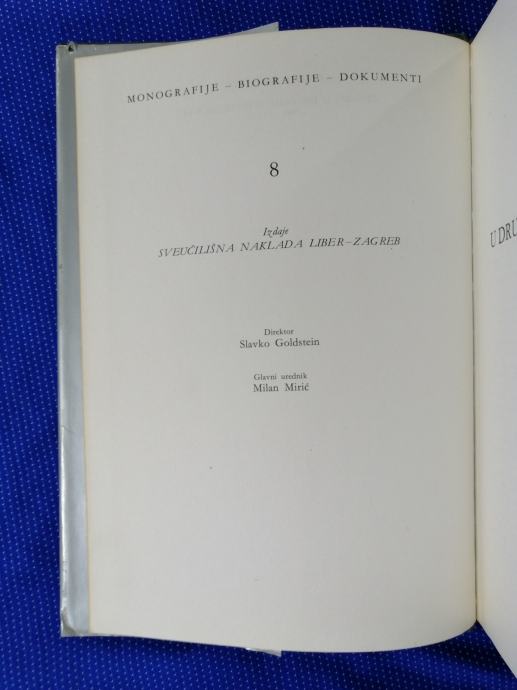 MONOGRAFIJE – BIOGRAFIJE – DOKUMENTI
8
Izdaje
SVEUČILIŠNA NAKLADA LIBER–ZAGREB
Direktor
Slavko Goldstein
Glavni urednik
Milan Mirić